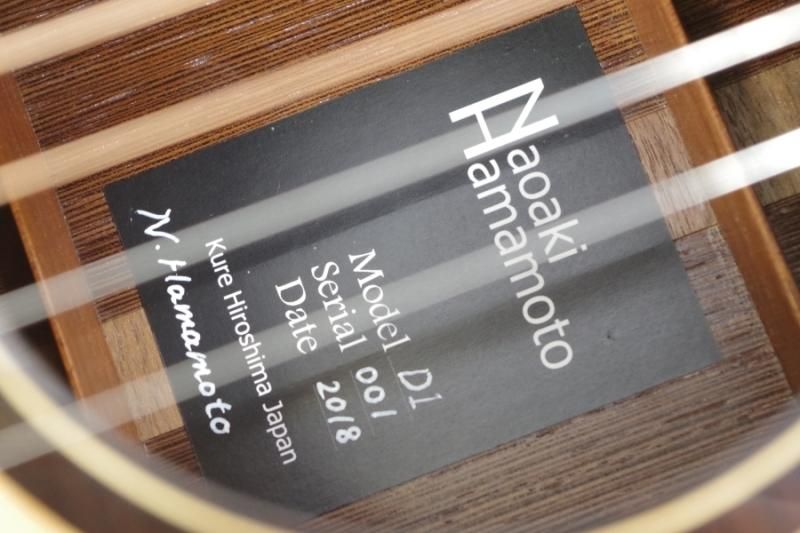 Naoaki
Hamamoto
Model D1
Serial 001
Date 2018
Kure Hiroshima Japan
N. Hamamoto